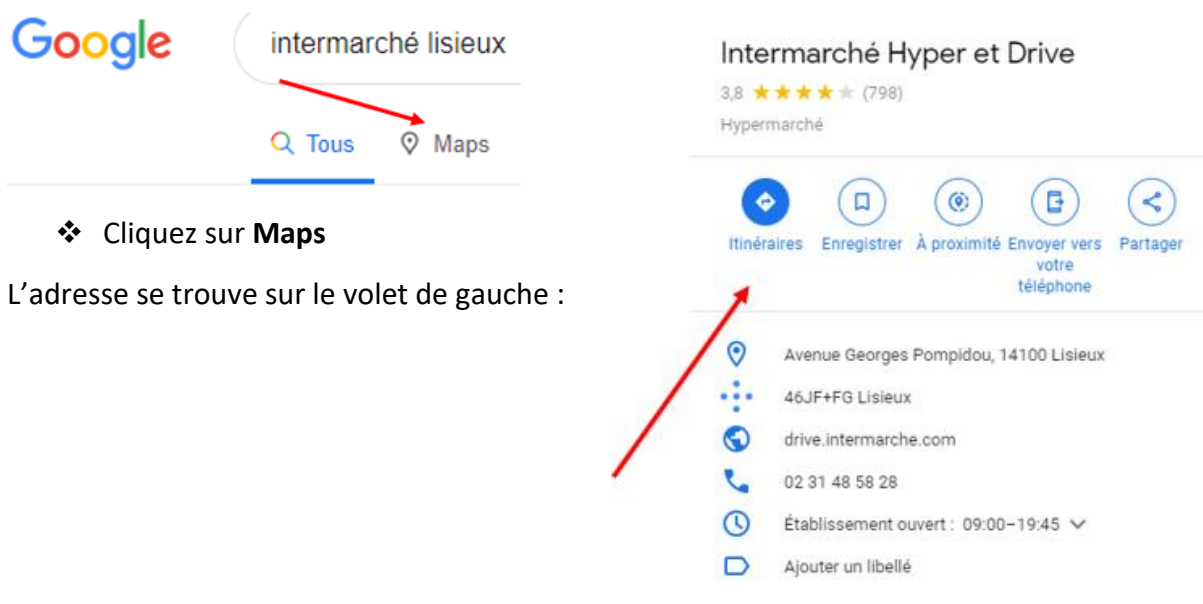 Google
intermarché lisieux
Tous
Maps
❖ Cliquez sur Maps
L’adresse se trouve sur le volet de gauche :
Intermarché Hyper et Drive
3,8 ★★★★★ (798)
Hypermarché
Itinéraires
Enregistrer
À proximité
Envoyer vers
votre
téléphone
Partager
Avenue Georges Pompidou, 14100 Lisieux
46JF+FG Lisieux
drive.intermarche.com
02 31 48 58 28
Établissement ouvert : 09:00–19:45
Ajouter un libellé